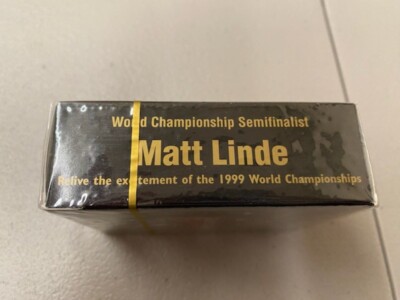 World Championship Semifinalist
Matt Linde
Relive the excitement of the 1999 World Championships